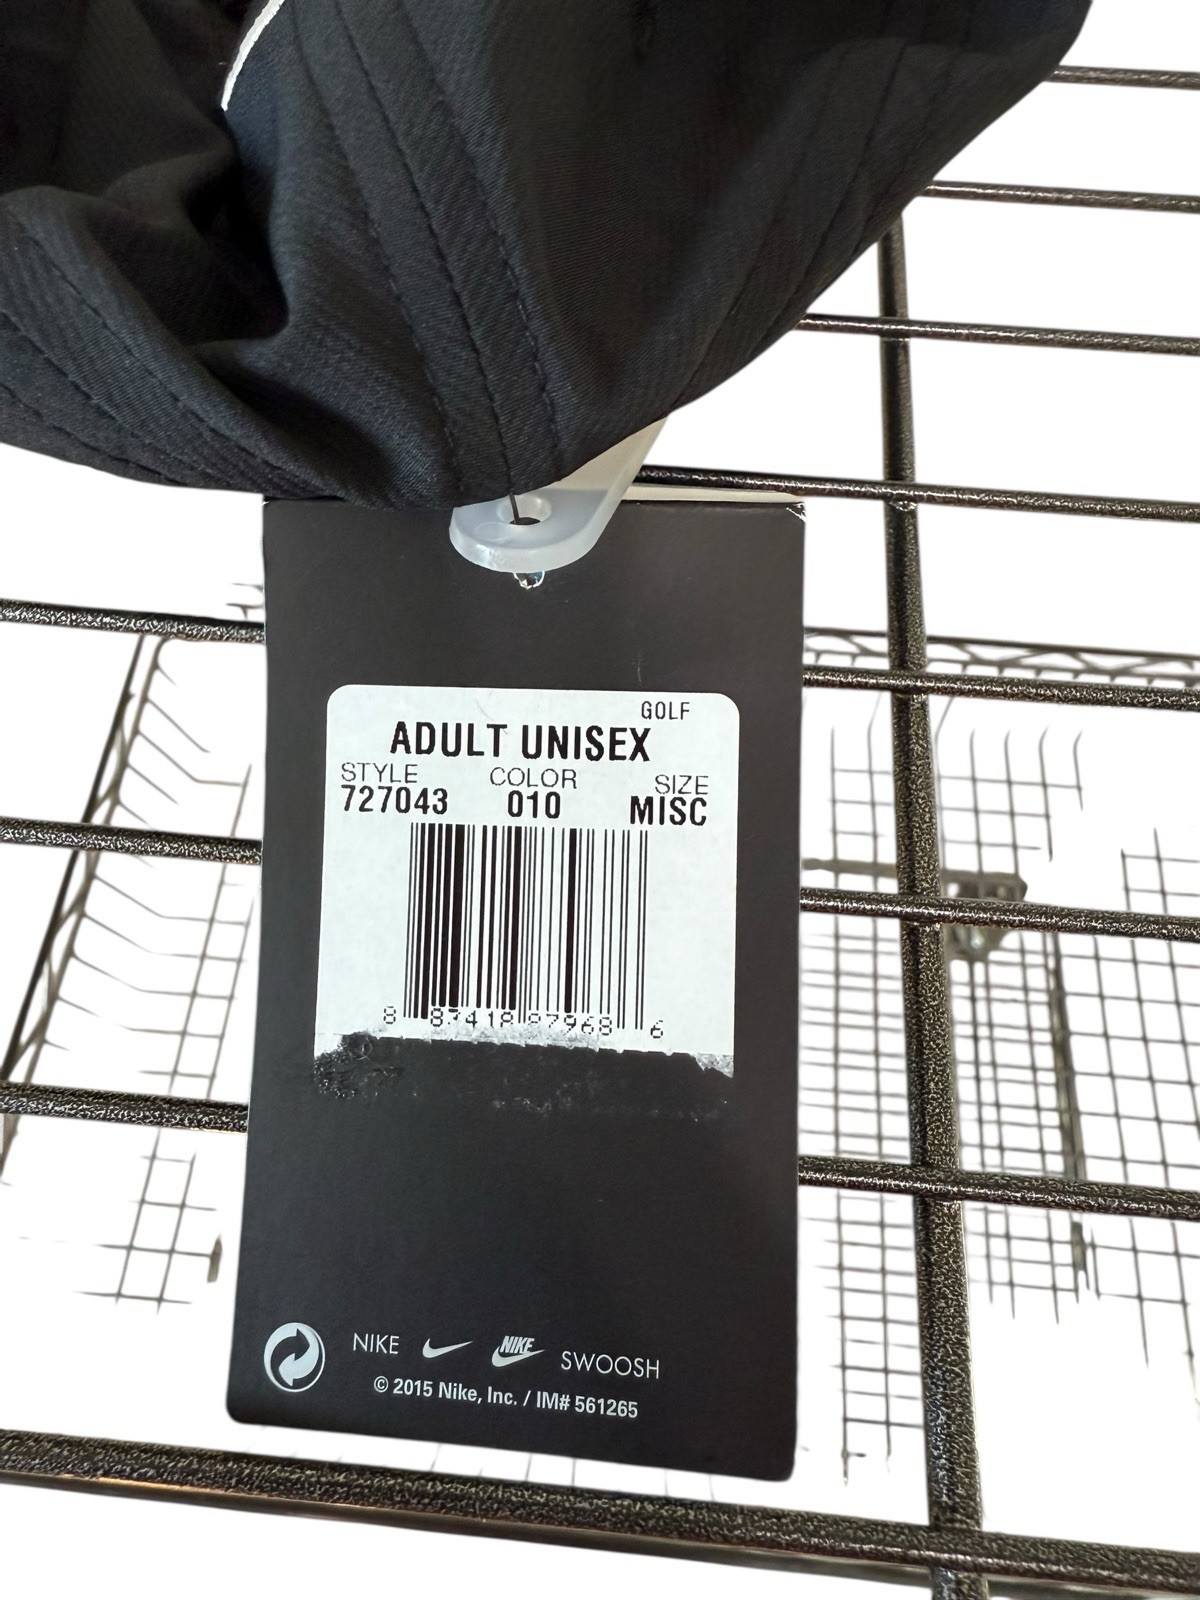 GOLF
ADULT UNISEX
STYLE COLOR SIZE
727043 010 MISC
8 83418 87968 6
NIKE NIKE SWOOSH
© 2015 Nike, Inc. / IM# 561265